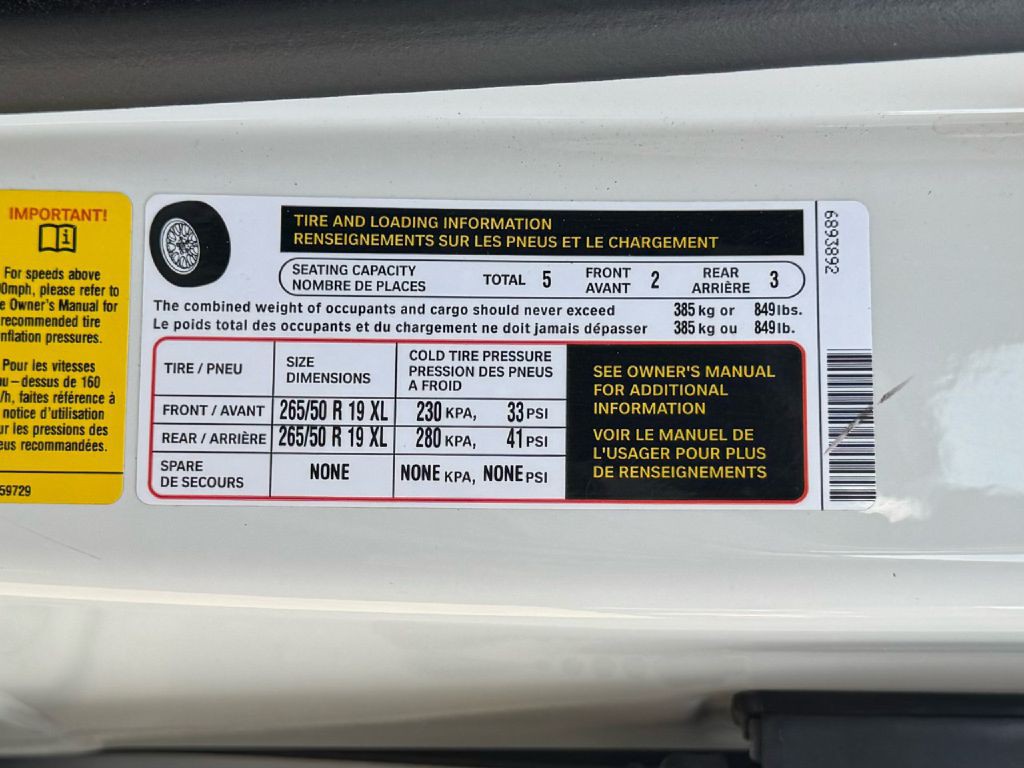 IMPORTANT!
For speeds above
mph, please refer to
Owner's Manual for
recommended tire
inflation pressures.
Pour les vitesses
au–dessus de 160
/h, faites référence à
notice d'utilisation
les pressions des
recommandées.
59729
TIRE AND LOADING INFORMATION
RENSEIGNEMENTS SUR LES PNEUS ET LE CHARGEMENT
SEATING CAPACITY
NOMBRE DE PLACES
TOTAL 5
FRONT
AVANT 2
REAR
ARRIÈRE 3
The combined weight of occupants and cargo should never exceed 385 kg or 849 lbs.
Le poids total des occupants et du chargement ne doit jamais dépasser 385 kg ou 849 lb.
TIRE / PNEU
SIZE
DIMENSIONS
COLD TIRE PRESSURE
PRESSION DES PNEUS
A FROID
FRONT / AVANT 265/50 R 19 XL 230 KPA, 33 PSI
REAR / ARRIÈRE 265/50 R 19 XL 280 KPA, 41 PSI
SPARE
DE SECOURS NONE NONE KPA, NONE PSI
SEE OWNER'S MANUAL
FOR ADDITIONAL
INFORMATION
VOIR LE MANUEL DE
L'USAGER POUR PLUS
DE RENSEIGNEMENTS
6893892